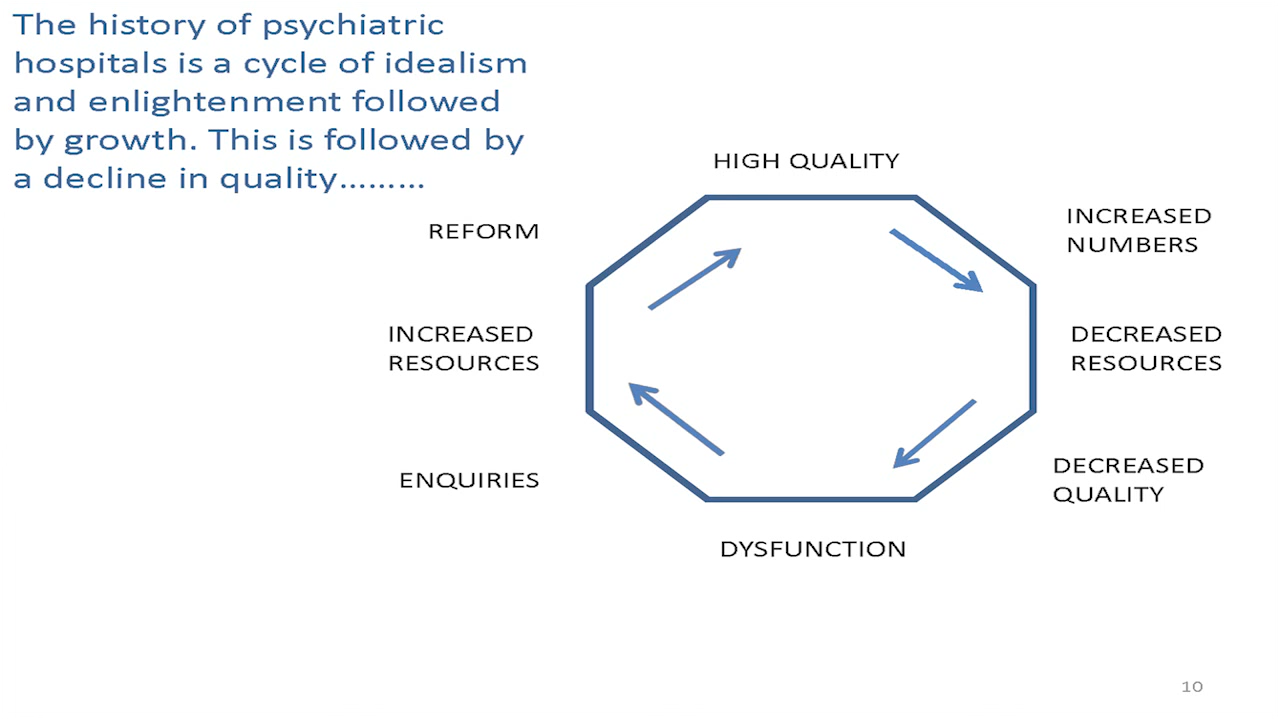 The history of psychiatric
hospitals is a cycle of idealism
and enlightenment followed
by growth. This is followed by
a decline in quality.........
HIGH QUALITY
INCREASED
NUMBERS
DECREASED
RESOURCES
DECREASED
QUALITY
DYSFUNCTION
ENQUIRIES
INCREASED
RESOURCES
REFORM
10